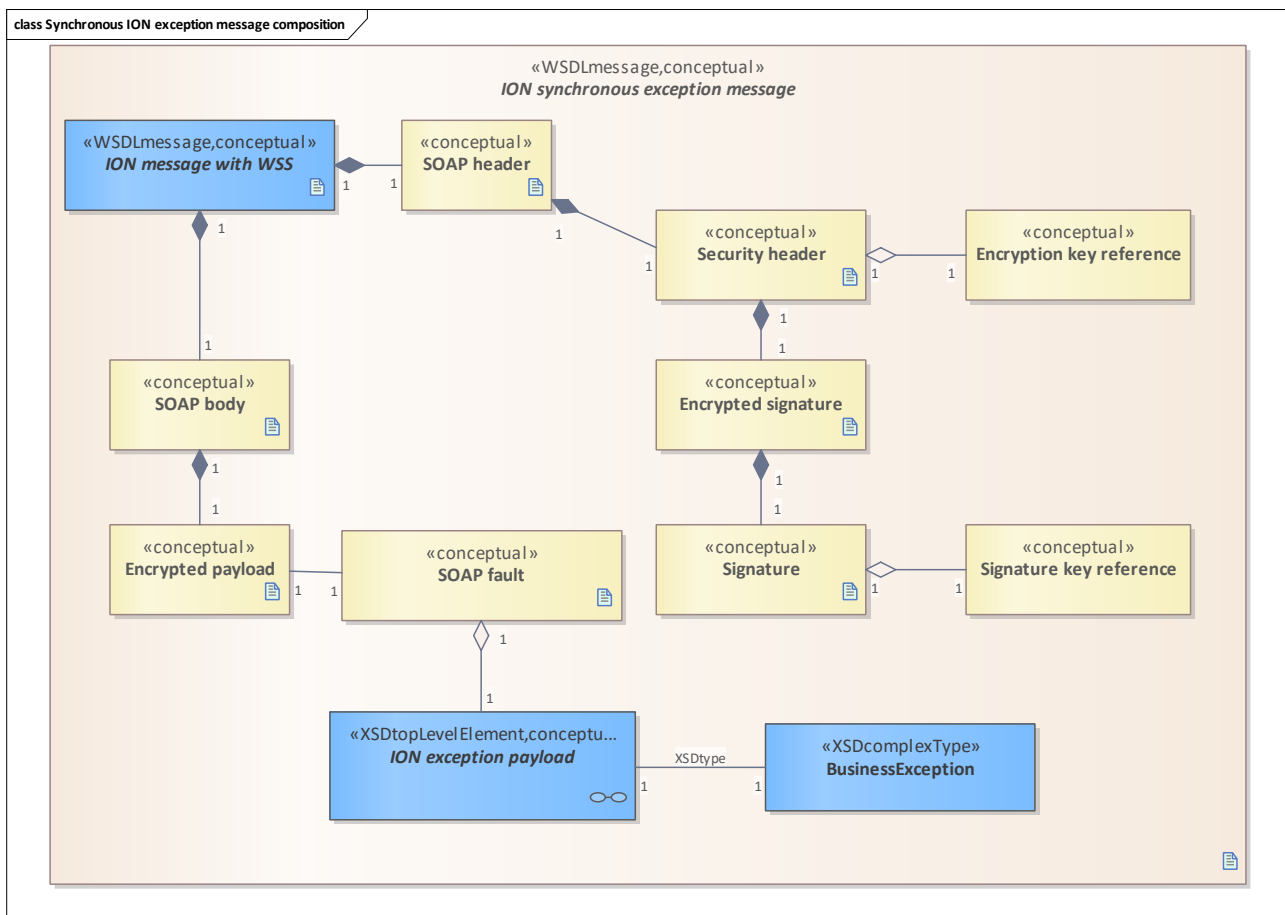 class Synchronous ION exception message composition
«WSDLmessage,conceptual»
ION synchronous exception message
«WSDLmessage,conceptual»
ION message with WSS
1
1
1
«conceptual»
SOAP header
1
1
«conceptual»
Security header
1
1
1
«conceptual»
Encryption key reference
1
1
«conceptual»
SOAP body
1
1
«conceptual»
Encrypted signature
1
1
«conceptual»
Encrypted payload
1
1
«conceptual»
SOAP fault
1
«conceptual»
Signature
1
1
«conceptual»
Signature key reference
1
«XSDtopLevelElement,conceptu...
ION exception payload
XSDtype
1
1
«XSDcomplexType»
BusinessException